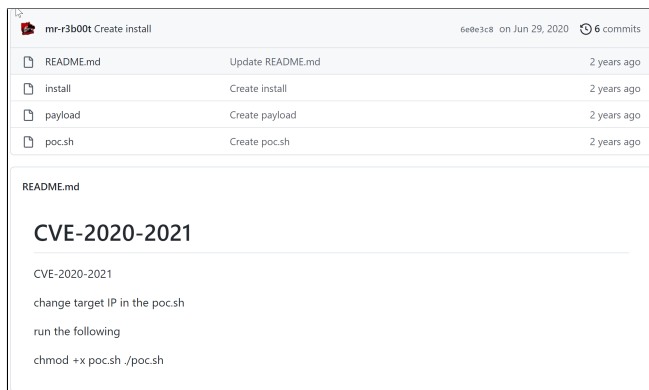 mr-r3b00t Create install 6e0e3c8 on Jun 29, 2020 6 commits
README.md Update README.md 2 years ago
install Create install 2 years ago
payload Create payload 2 years ago
poc.sh Create poc.sh 2 years ago
README.md
CVE-2020-2021
CVE-2020-2021
change target IP in the poc.sh
run the following
chmod +x poc.sh ./poc.sh